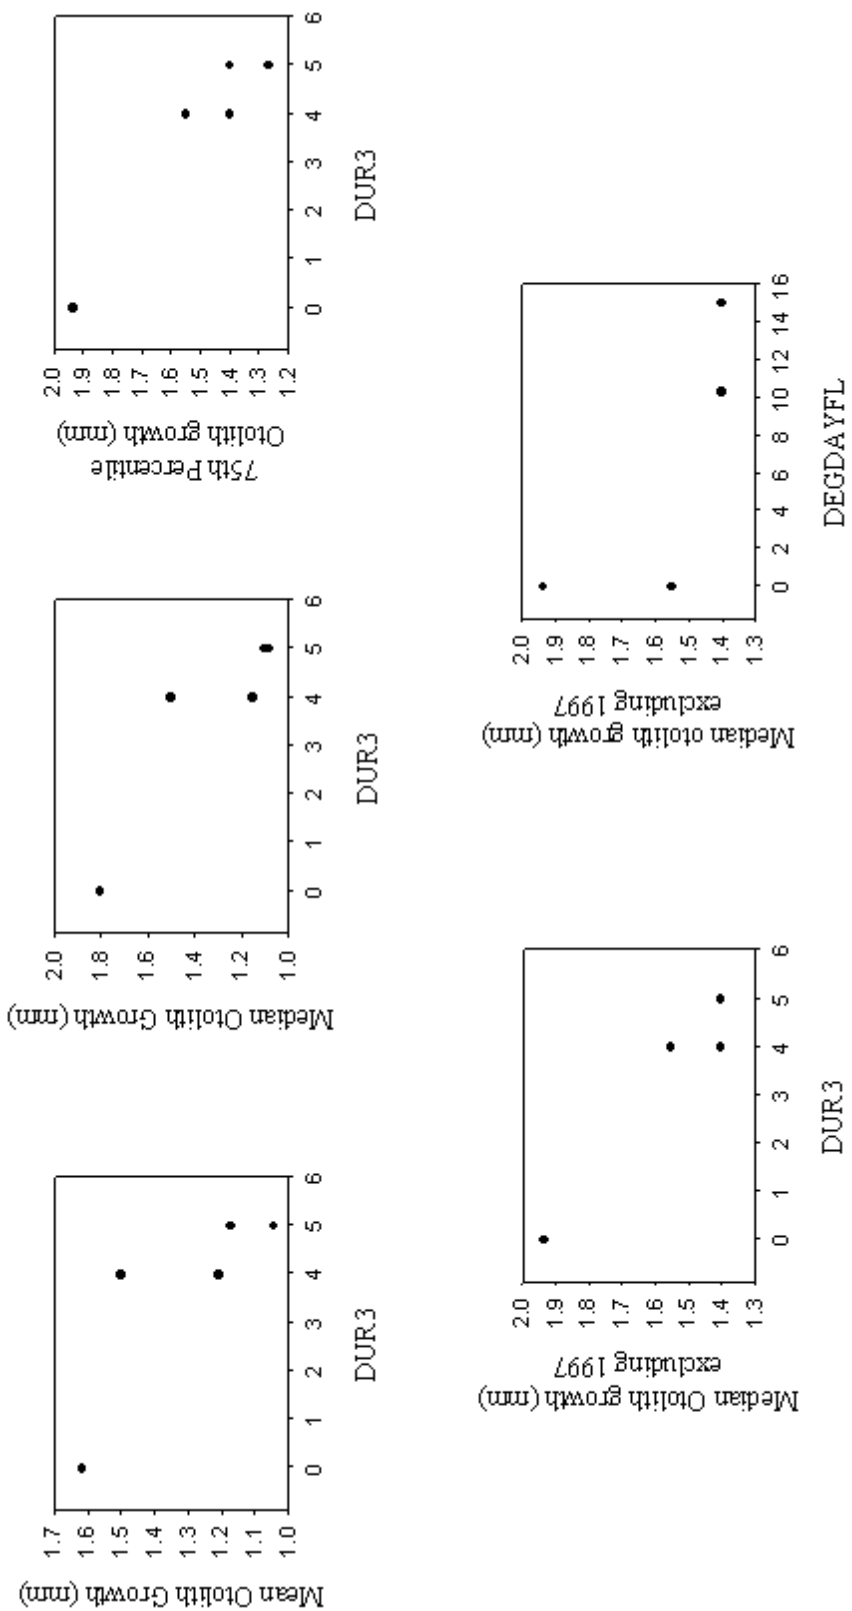 Mean Otolith Growth (mm)
1.7
1.6
1.5
1.4
1.3
1.2
1.1
1.0
0 1 2 3 4 5 6
DUR3
Median Otolith Growth (mm)
2.0
1.8
1.6
1.4
1.2
1.0
0 1 2 3 4 5 6
DUR3
75th Percentile
Otolith growth (mm)
2.0
1.9
1.8
1.7
1.6
1.5
1.4
1.3
1.2
0 1 2 3 4 5 6
DUR3
Median Otolith growth (mm)
excluding 1997
2.0
1.9
1.8
1.7
1.6
1.5
1.4
1.3
0 1 2 3 4 5 6
DUR3
Median otolith growth (mm)
excluding 1997
2.0
1.9
1.8
1.7
1.6
1.5
1.4
1.3
0 2 4 6 8 10 12 14 16
DEGDAYFL